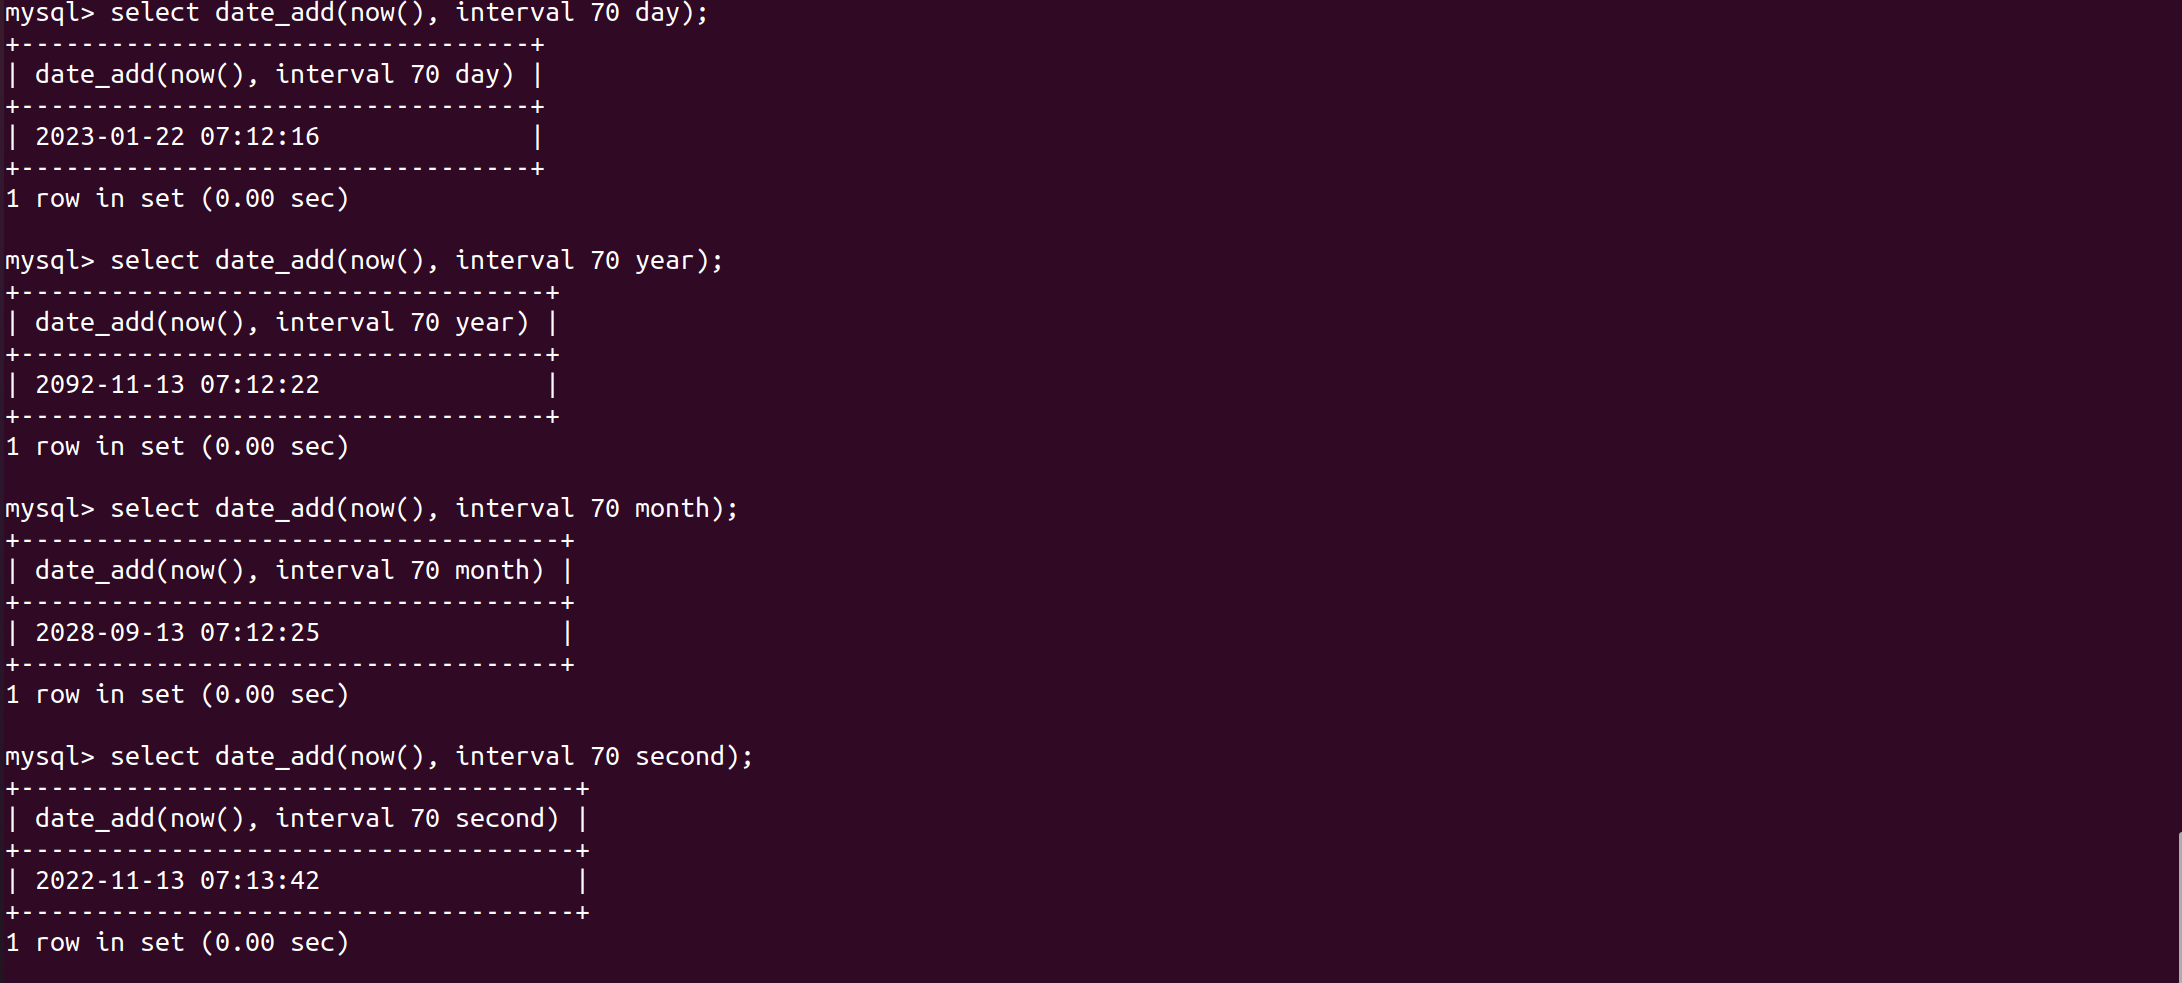 mysql> select date_add(now(), interval 70 day);
+----------------------------------+
| date_add(now(), interval 70 day) |
+----------------------------------+
| 2023-01-22 07:12:16              |
+----------------------------------+
1 row in set (0.00 sec)

mysql> select date_add(now(), interval 70 year);
+-----------------------------------+
| date_add(now(), interval 70 year) |
+-----------------------------------+
| 2092-11-13 07:12:22               |
+-----------------------------------+
1 row in set (0.00 sec)

mysql> select date_add(now(), interval 70 month);
+------------------------------------+
| date_add(now(), interval 70 month) |
+------------------------------------+
| 2028-09-13 07:12:25                |
+------------------------------------+
1 row in set (0.00 sec)

mysql> select date_add(now(), interval 70 second);
+-------------------------------------+
| date_add(now(), interval 70 second) |
+-------------------------------------+
| 2022-11-13 07:13:42                 |
+-------------------------------------+
1 row in set (0.00 sec)